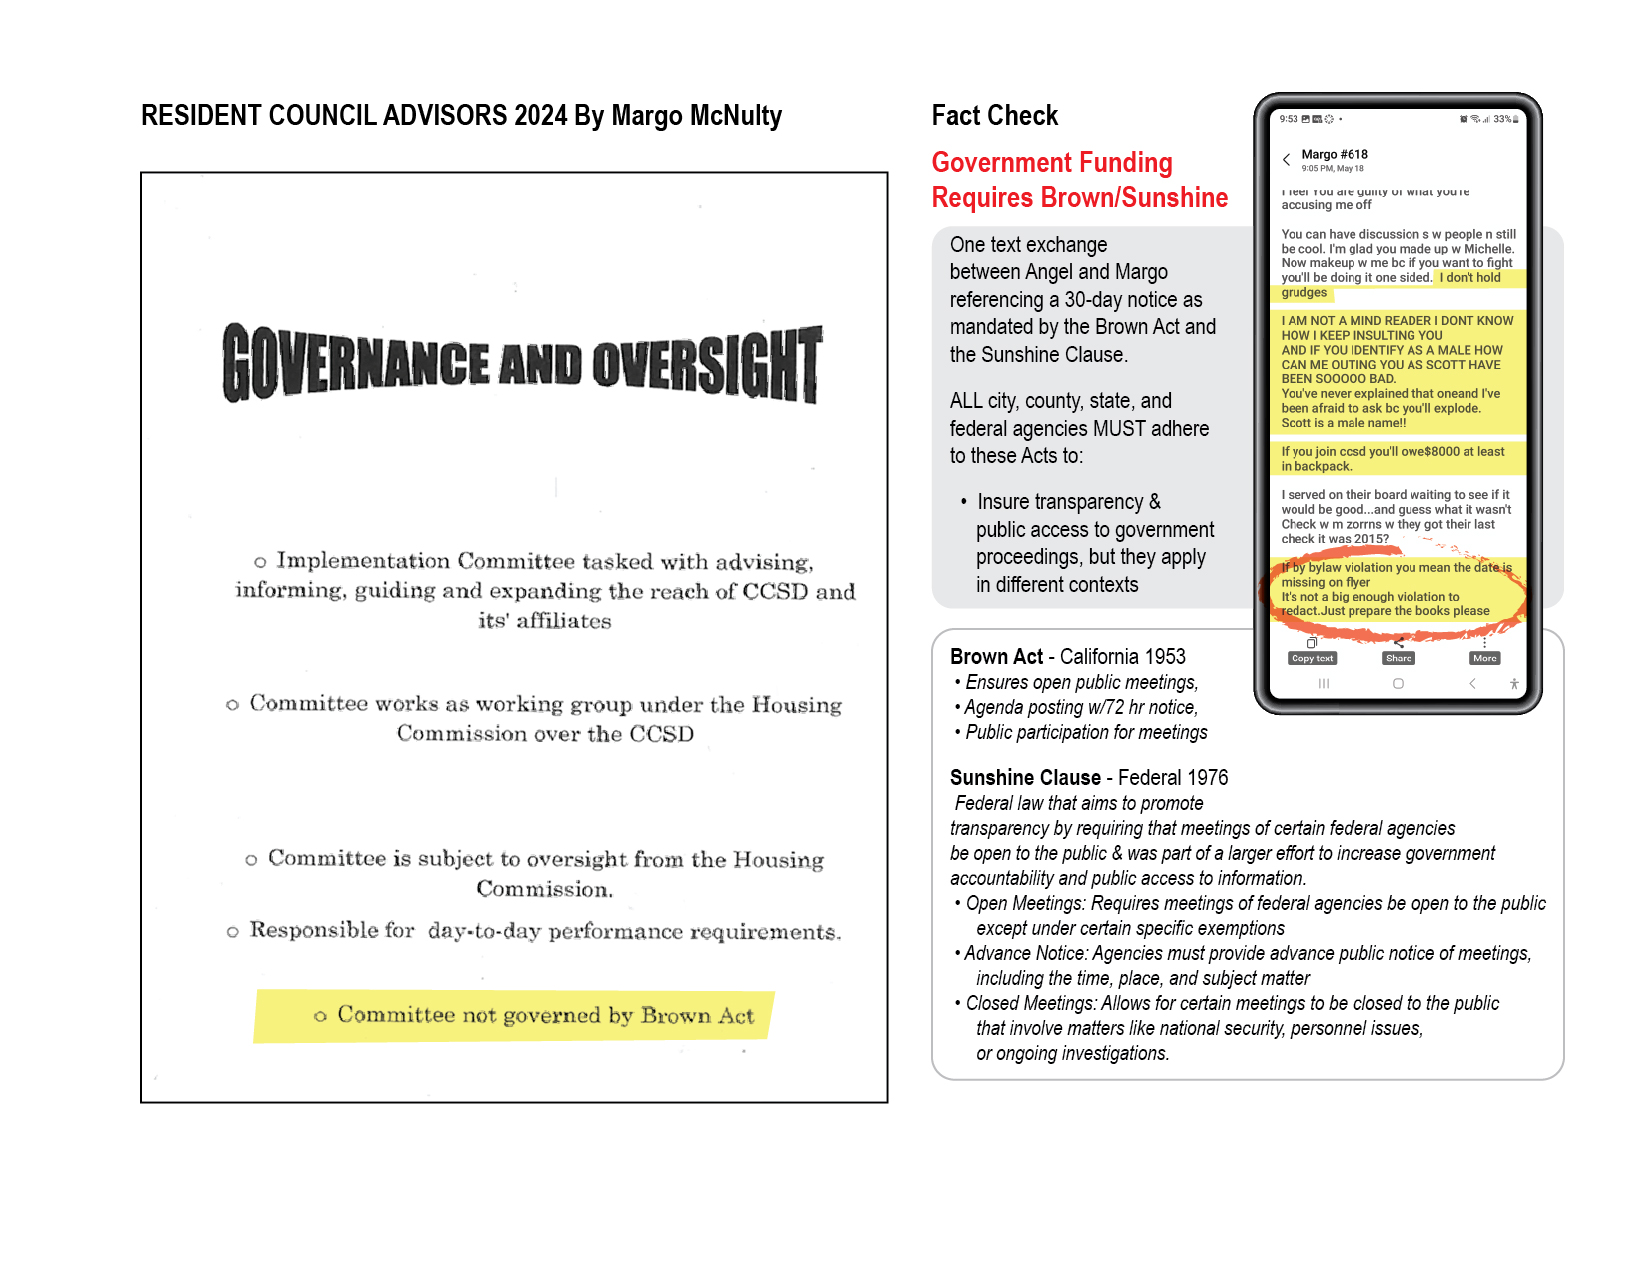 RESIDENT COUNCIL ADVISORS 2024 By Margo McNulty
GOVERNANCE AND OVERSIGHT
o Implementation Committee tasked with advising,
informing, guiding and expanding the reach of CCSD and
its' affiliates
o Committee works as working group under the Housing
Commission over the CCSD
o Committee is subject to oversight from the Housing
Commission.
o Responsible for day-to-day performance requirements.
o Committee not governed by Brown Act
Fact Check
Government Funding
Requires Brown/Sunshine
One text exchange
between Angel and Margo
referencing a 30-day notice as
mandated by the Brown Act and
the Sunshine Clause.
ALL city, county, state, and
federal agencies MUST adhere
to these Acts to:
• Insure transparency &
public access to government
proceedings, but they apply
in different contexts
9:53
33%
Margo #618
9:05 PM, May 18
I feel You are guilty of what you're
accusing me off
You can have discussion s w people n still
be cool. I'm glad you made up w Michelle.
Now makeup w me bc if you want to fight
you'll be doing it one sided. I don't hold
grudges
I AM NOT A MIND READER I DONT KNOW
HOW I KEEP INSULTING YOU
AND IF YOU IDENTIFY AS A MALE HOW
CAN ME OUTING YOU AS SCOTT HAVE
BEEN SOOOOO BAD.
You've never explained that oneand I've
been afraid to ask bc you'll explode.
Scott is a male name!!
If you join ccsd you'll owe$8000 at least
in backpack.
I served on their board waiting to see if it
would be good...and guess what it wasn't
Check w m zorrns w they got their last
check it was 2015?
If by bylaw violation you mean the date is
missing on flyer
It's not a big enough violation to
redact.Just prepare the books please
Copy text
Share
More
Brown Act - California 1953
• Ensures open public meetings,
• Agenda posting w/72 hr notice,
• Public participation for meetings
Sunshine Clause - Federal 1976
Federal law that aims to promote
transparency by requiring that meetings of certain federal agencies
be open to the public & was part of a larger effort to increase government
accountability and public access to information.
• Open Meetings: Requires meetings of federal agencies be open to the public
except under certain specific exemptions
• Advance Notice: Agencies must provide advance public notice of meetings,
including the time, place, and subject matter
• Closed Meetings: Allows for certain meetings to be closed to the public
that involve matters like national security, personnel issues,
or ongoing investigations.